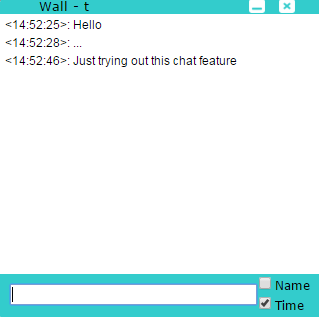 Wall - t
<14:52:25>: Hello
<14:52:28>: ...
<14:52:46>: Just trying out this chat feature
Name
Time